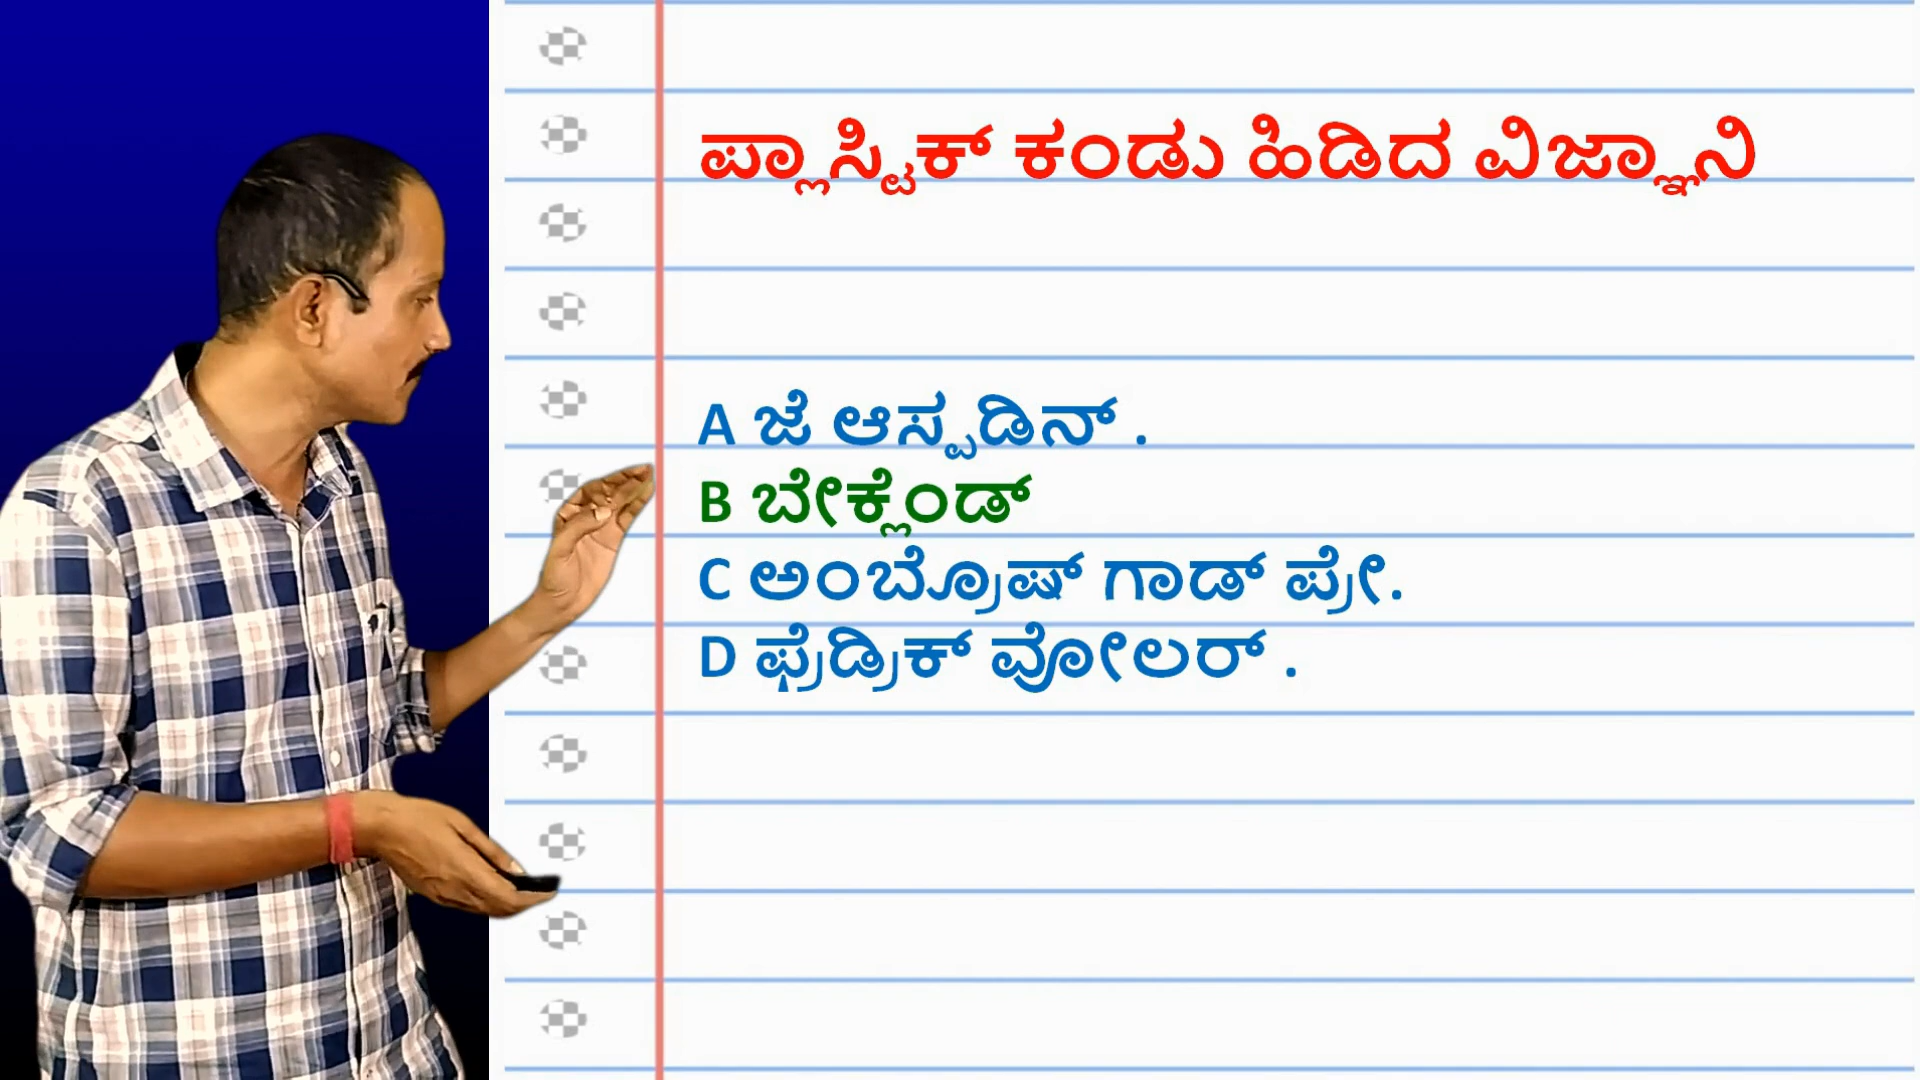 ಪ್ಲಾಸ್ಟಿಕ್ ಕಂಡು ಹಿಡಿದ ವಿಜ್ಞಾನಿ
A ಜೆ ಆಸ್ಪಡಿನ್ .
B ಬೇಕ್ಲೆಂಡ್
C ಅಂಬ್ರೊಷ್ ಗಾಡ್ ಪ್ರೇ.
D ಫ್ರೆಡ್ರಿಕ್ ವೋಲರ್ .